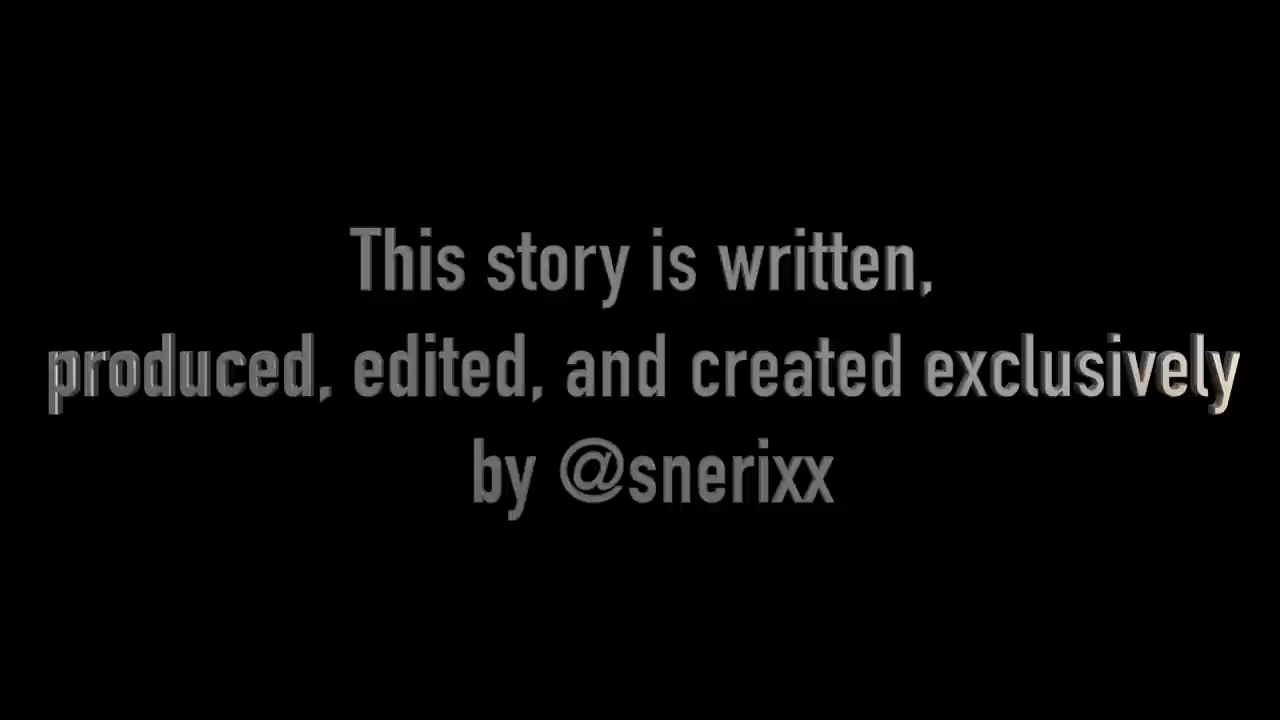 This story is written,
produced, edited, and created exclusively
by @snerixx